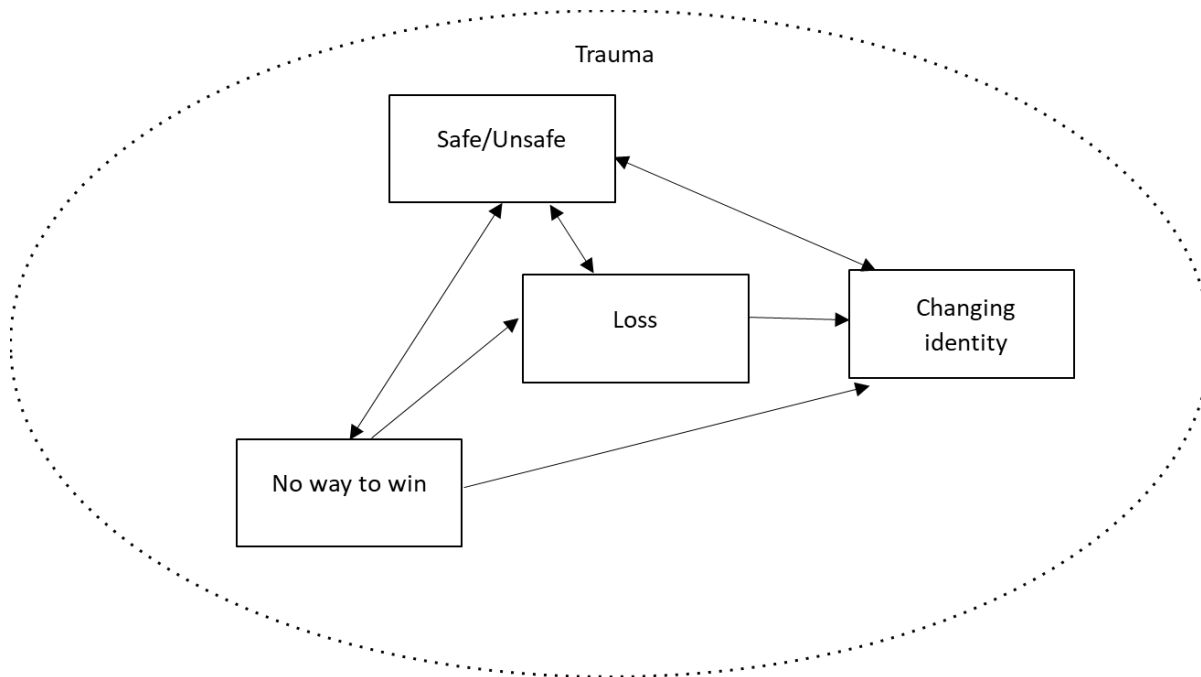 Trauma
Safe/Unsafe
Loss
Changing
identity
No way to win